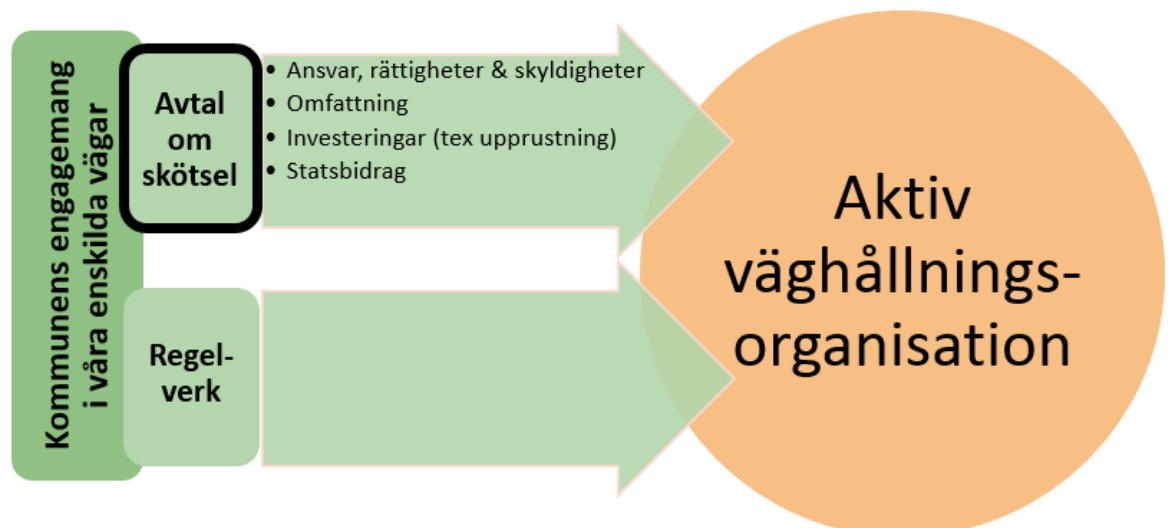 Kommunens engagemang
i våra enskilda vägar
Avtal
om
skötsel
• Ansvar, rättigheter & skyldigheter
• Omfattning
• Investeringar (tex upprustning)
• Statsbidrag
Regel-
verk
Aktiv
väghållnings-
organisation